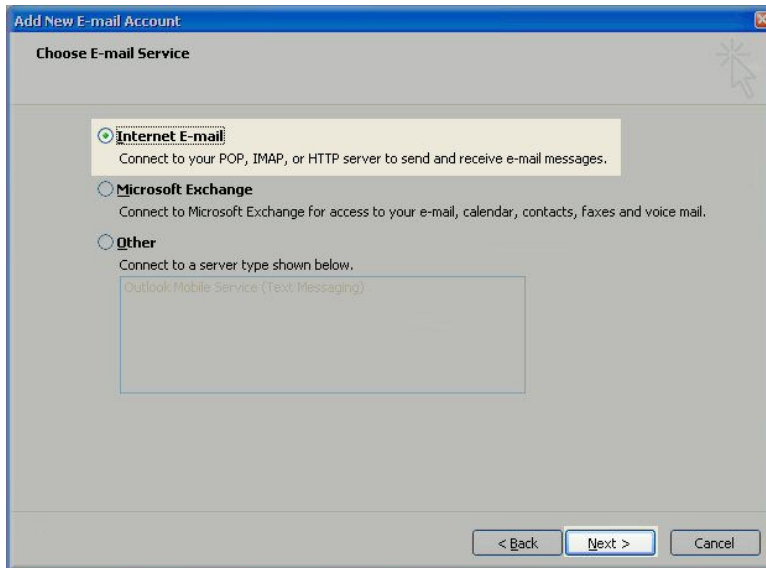 Add New E-mail Account
Choose E-mail Service
Internet E-mail
Connect to your POP, IMAP, or HTTP server to send and receive e-mail messages.
Microsoft Exchange
Connect to Microsoft Exchange for access to your e-mail, calendar, contacts, faxes and voice mail.
Other
Connect to a server type shown below.
Outlook Mobile Service (Text Messaging)
< Back Next > Cancel